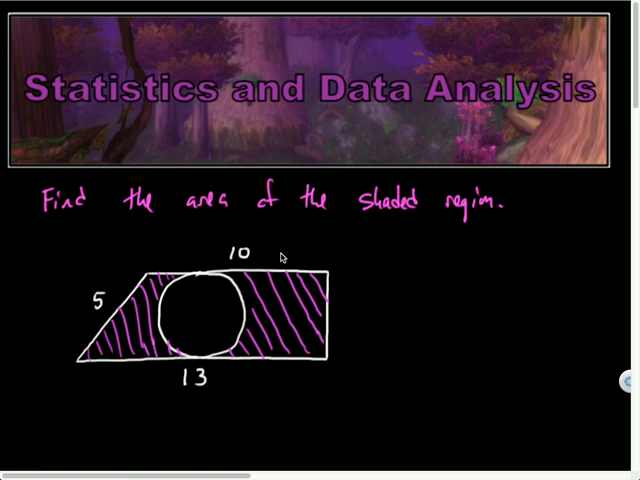 Statistics and Data Analysis
Find the area of the shaded region.
10
5
13